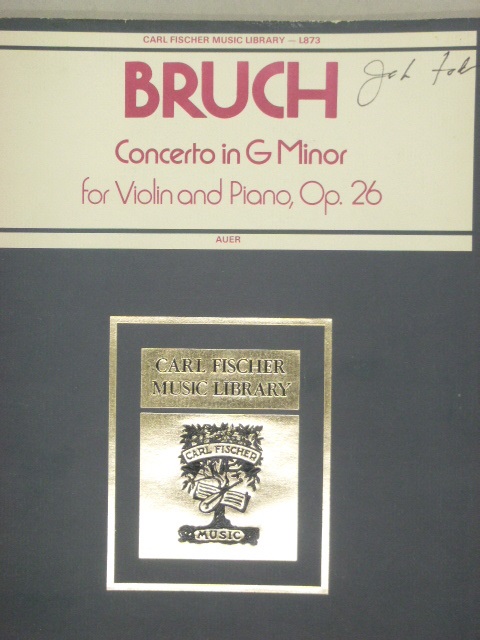 CARL FISCHER MUSIC LIBRARY – L873
BRUCH
Concerto in G Minor
for Violin and Piano, Op. 26
AUER
CARL FISCHER
MUSIC LIBRARY
CARL FISCHER
MUSIC